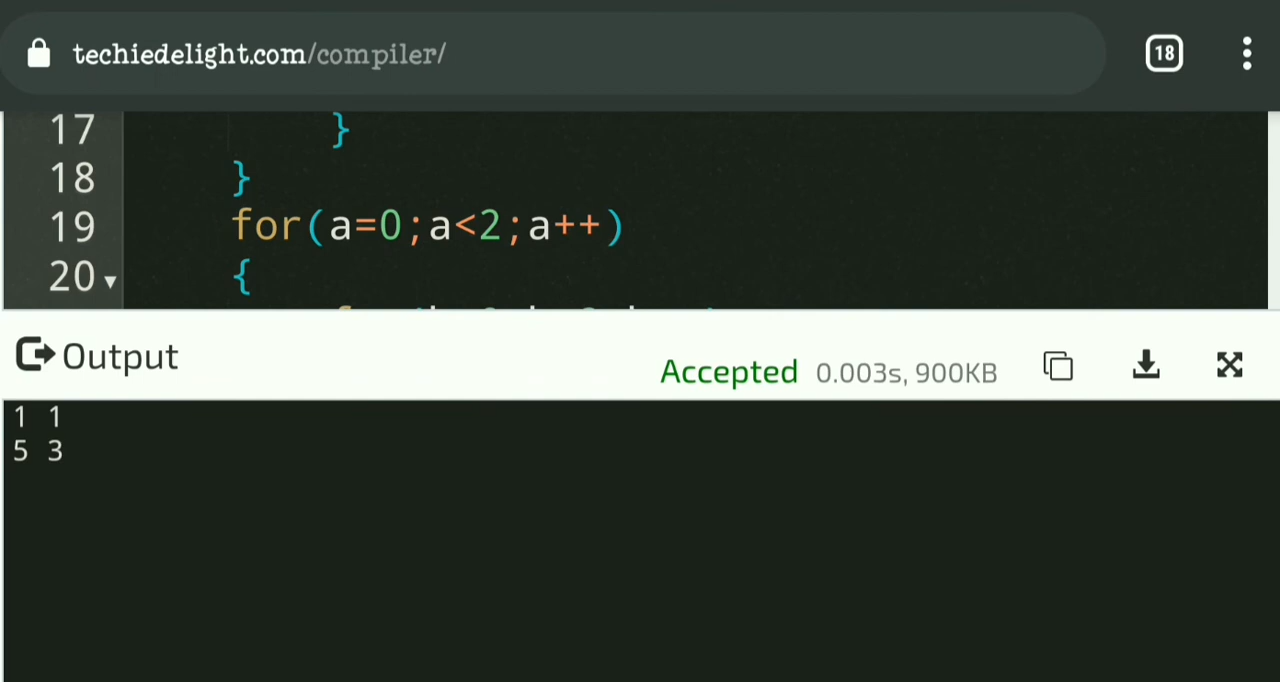 techiedelight.com/compiler/
18
17 }
18 }
19 for(a=0;a<2;a++)
20 {
Output
Accepted 0.003s, 900KB
1 1
5 3